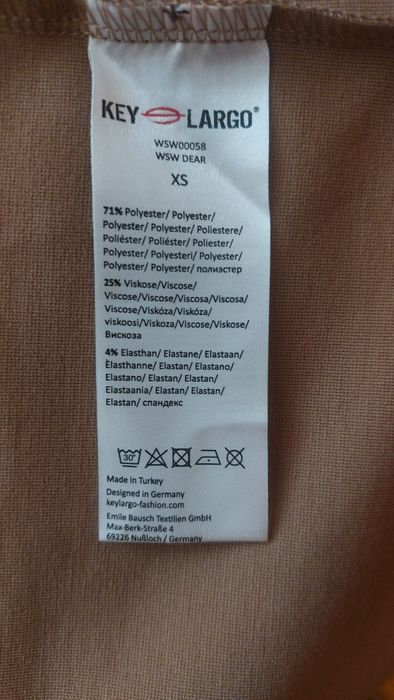 KEY LARGO®
WSW00058
WSW DEAR
XS
71% Polyester/ Polyester/
Polyester/ Polyester/ Poliestere/
Poliéster/ Poliéster/ Poliester/
Polyester/ Polyesteri/ Polyester/
Polyester/ Polyester/ полиэстер
25% Viskose/Viscose/
Viscose/Viscose/Viscosa/Viscosa/
Viscose/Viskóza/Viskóza/
viskoosi/Viskoza/Viscose/Viskose/
Вискоза
4% Elasthan/ Elastane/ Elastaan/
Èlasthanne/ Elastan/ Elastano/
Elastano/ Elastan/ Elastan/
Elastaania/ Elastan/ Elastan/
Elastan/ спандекс
30°
Made in Turkey
Designed in Germany
keylargo-fashion.com
Emile Bausch Textilien GmbH
Max-Berk-Straße 4
69226 Nußloch / Germany